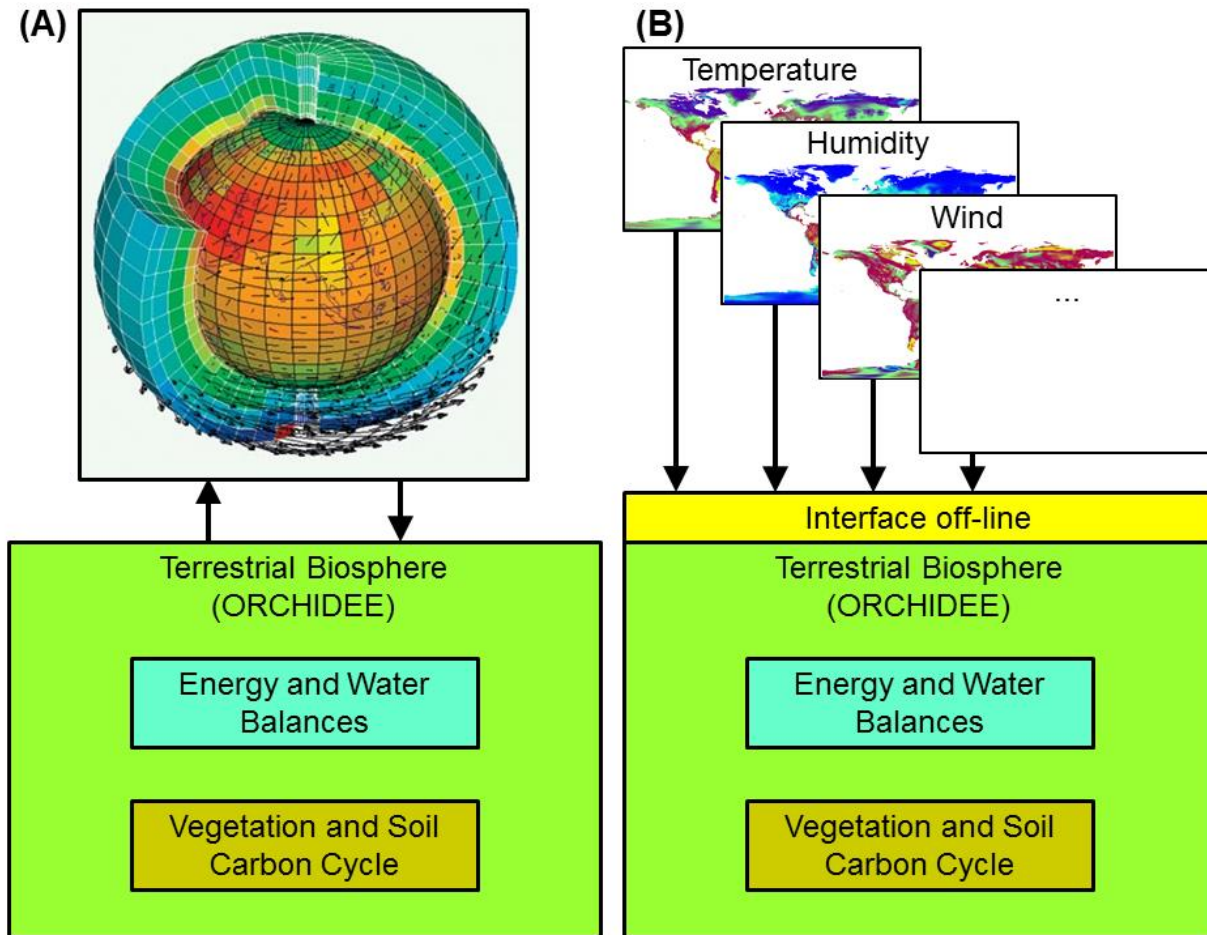 (A)
Terrestrial Biosphere
(ORCHIDEE)
Energy and Water
Balances
Vegetation and Soil
Carbon Cycle
(B)
Temperature
Humidity
Wind
...
Interface off-line
Terrestrial Biosphere
(ORCHIDEE)
Energy and Water
Balances
Vegetation and Soil
Carbon Cycle